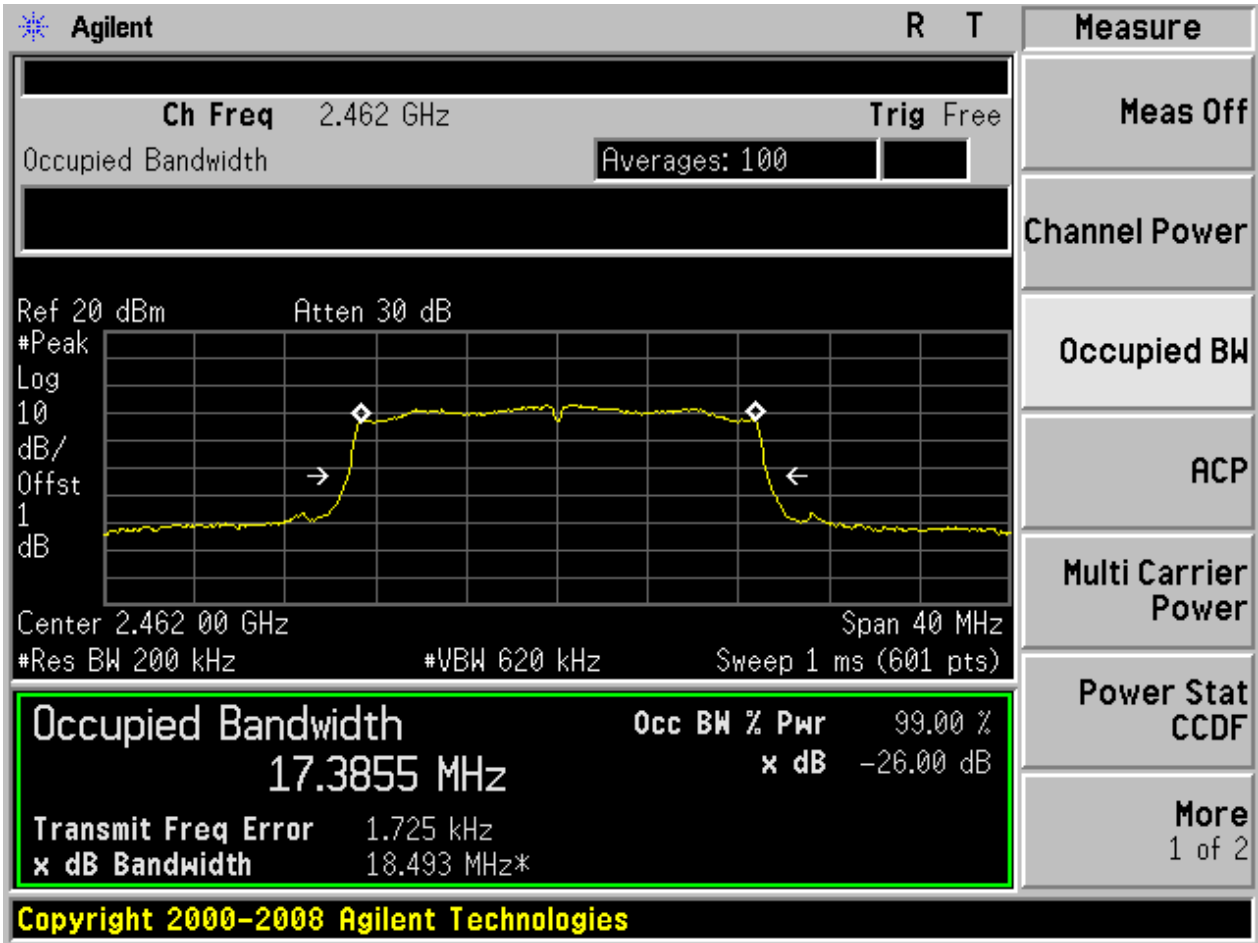 Agilent R T
Ch Freq 2.462 GHz Trig Free
Occupied Bandwidth Averages: 100
Ref 20 dBm Atten 30 dB
#Peak
Log
10
dB/
Offst
1
dB
Center 2.462 00 GHz Span 40 MHz
#Res BW 200 kHz #VBW 620 kHz Sweep 1 ms (601 pts)
Occupied Bandwidth
17.3855 MHz
Occ BW % Pwr 99.00 %
x dB -26.00 dB
Transmit Freq Error 1.725 kHz
x dB Bandwidth 18.493 MHz*
Copyright 2000-2008 Agilent Technologies
Measure
Meas Off
Channel Power
Occupied BW
ACP
Multi Carrier
Power
Power Stat
CCDF
More
1 of 2